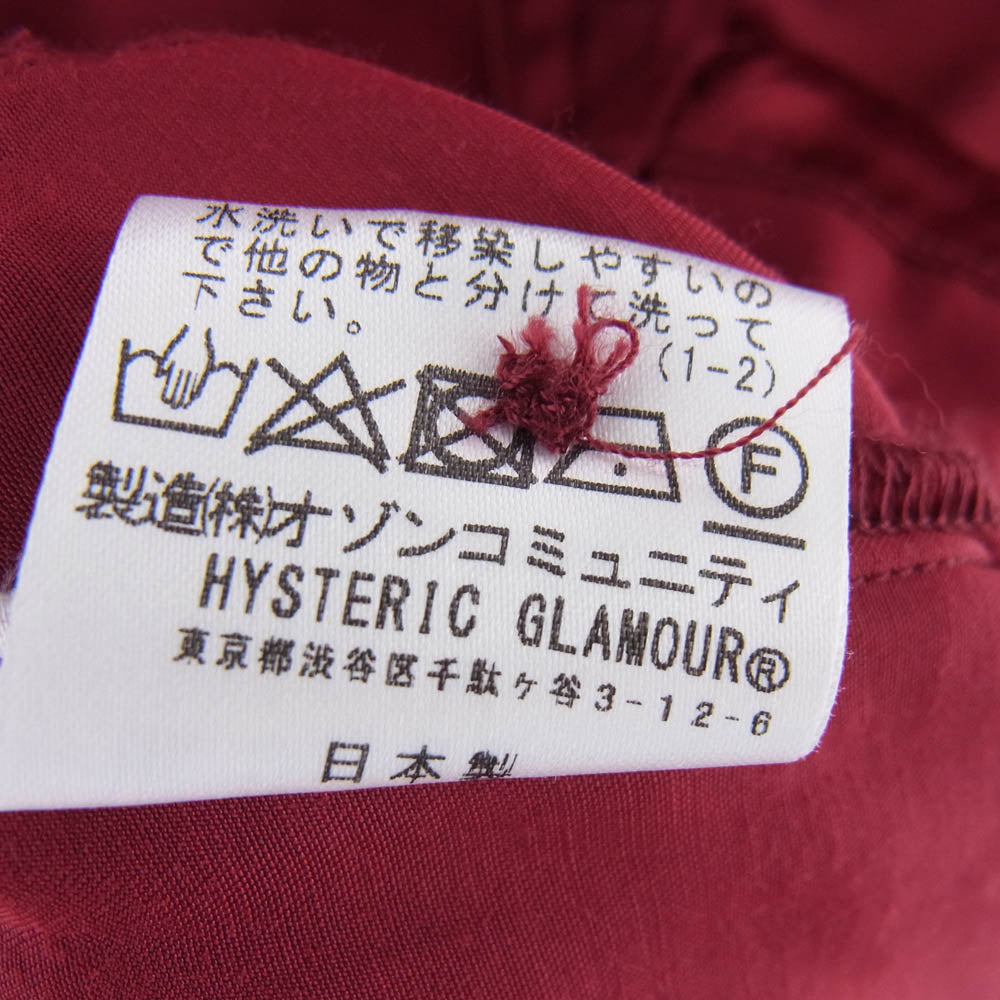 水洗いで移染しやすいの
で他の物と分けて洗って
下さい。
(1-2)
F
製造(株)オゾンコミュニティ
HYSTERIC GLAMOUR®
東京都渋谷区千駄ヶ谷3-12-6
日本製